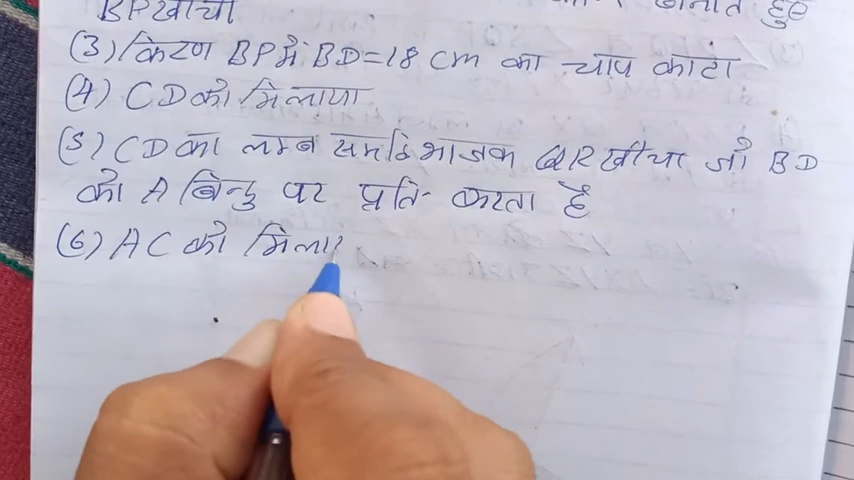 BP खींचा हुए
(3) किरण BP में BD=18 cm का चाप काटा
(4) CD को मिलाया
(5) CD का लम्ब समद्विभाजक QR खींचा जो BD
को A बिन्दु पर प्रति- करता है
(6) AC को मिला